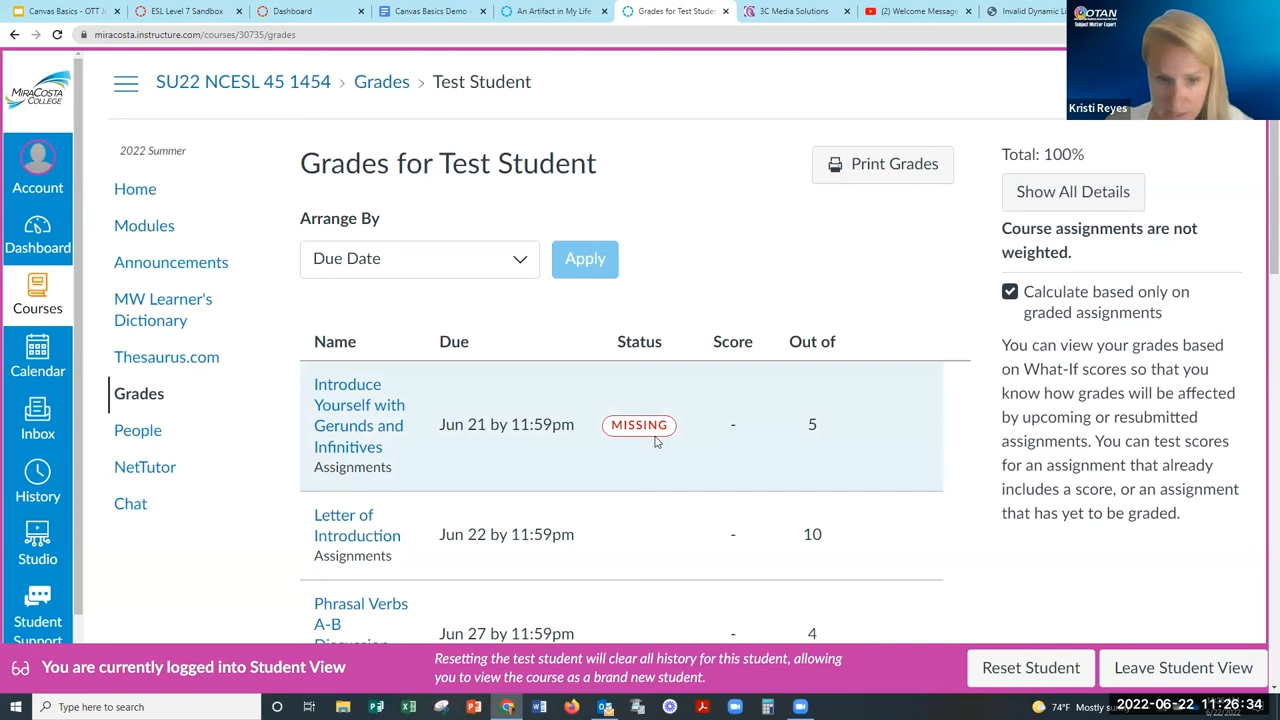 Canvas Basics - OTT J
ESL Level 7 Sandbox
Dashboard
Canvas Basics Demo -
An Artifact in My Life
Grades for Test Student
3C Media Solutions
(2) Welcome Message
Invalid Dynamic Li
miracosta.instructure.com/courses/30735/grades
OTAN
Subject Matter Expert
Kristi Reyes
MIRACOSTA
COLLEGE
Account
Dashboard
Courses
Calendar
Inbox
History
Studio
Student
Support
SU22 NCESL 45 1454 › Grades › Test Student
2022 Summer
Home
Modules
Announcements
MW Learner's
Dictionary
Thesaurus.com
Grades
People
NetTutor
Chat
Grades for Test Student
Print Grades
Arrange By
Due Date
Apply
Name Due Status Score Out of
Introduce
Yourself with
Gerunds and
Infinitives
Assignments
Jun 21 by 11:59pm MISSING - 5
Letter of
Introduction
Assignments
Jun 22 by 11:59pm - 10
Phrasal Verbs
A-B
Discussion
Jun 27 by 11:59pm - 4
Total: 100%
Show All Details
Course assignments are not
weighted.
Calculate based only on
graded assignments
You can view your grades based
on What-If scores so that you
know how grades will be affected
by upcoming or resubmitted
assignments. You can test scores
for an assignment that already
includes a score, or an assignment
that has yet to be graded.
You are currently logged into Student View
Resetting the test student will clear all history for this student, allowing
you to view the course as a brand new student.
Reset Student
Leave Student View
Type here to search
74°F Mostly su
2022-06-22 11:26:34